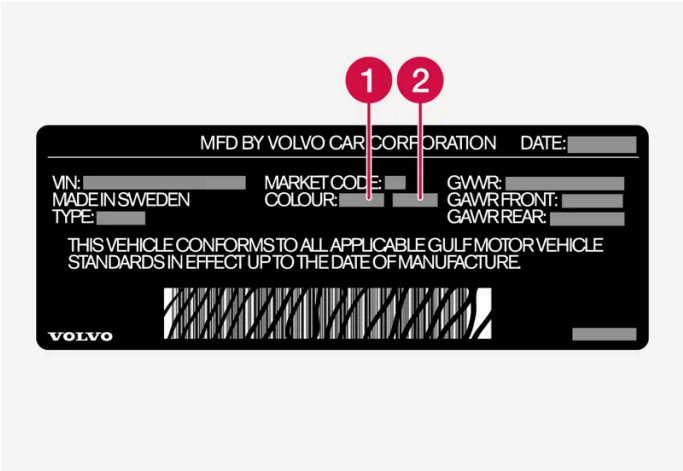 1 2
MFD BY VOLVO CAR CORPORATION DATE:
VIN: MARKET CODE: GVWR:
MADE IN SWEDEN COLOUR: GAWR FRONT:
TYPE: GAWR REAR:
THIS VEHICLE CONFORMS TO ALL APPLICABLE GULF MOTOR VEHICLE
STANDARDS IN EFFECT UP TO THE DATE OF MANUFACTURE.
VOLVO